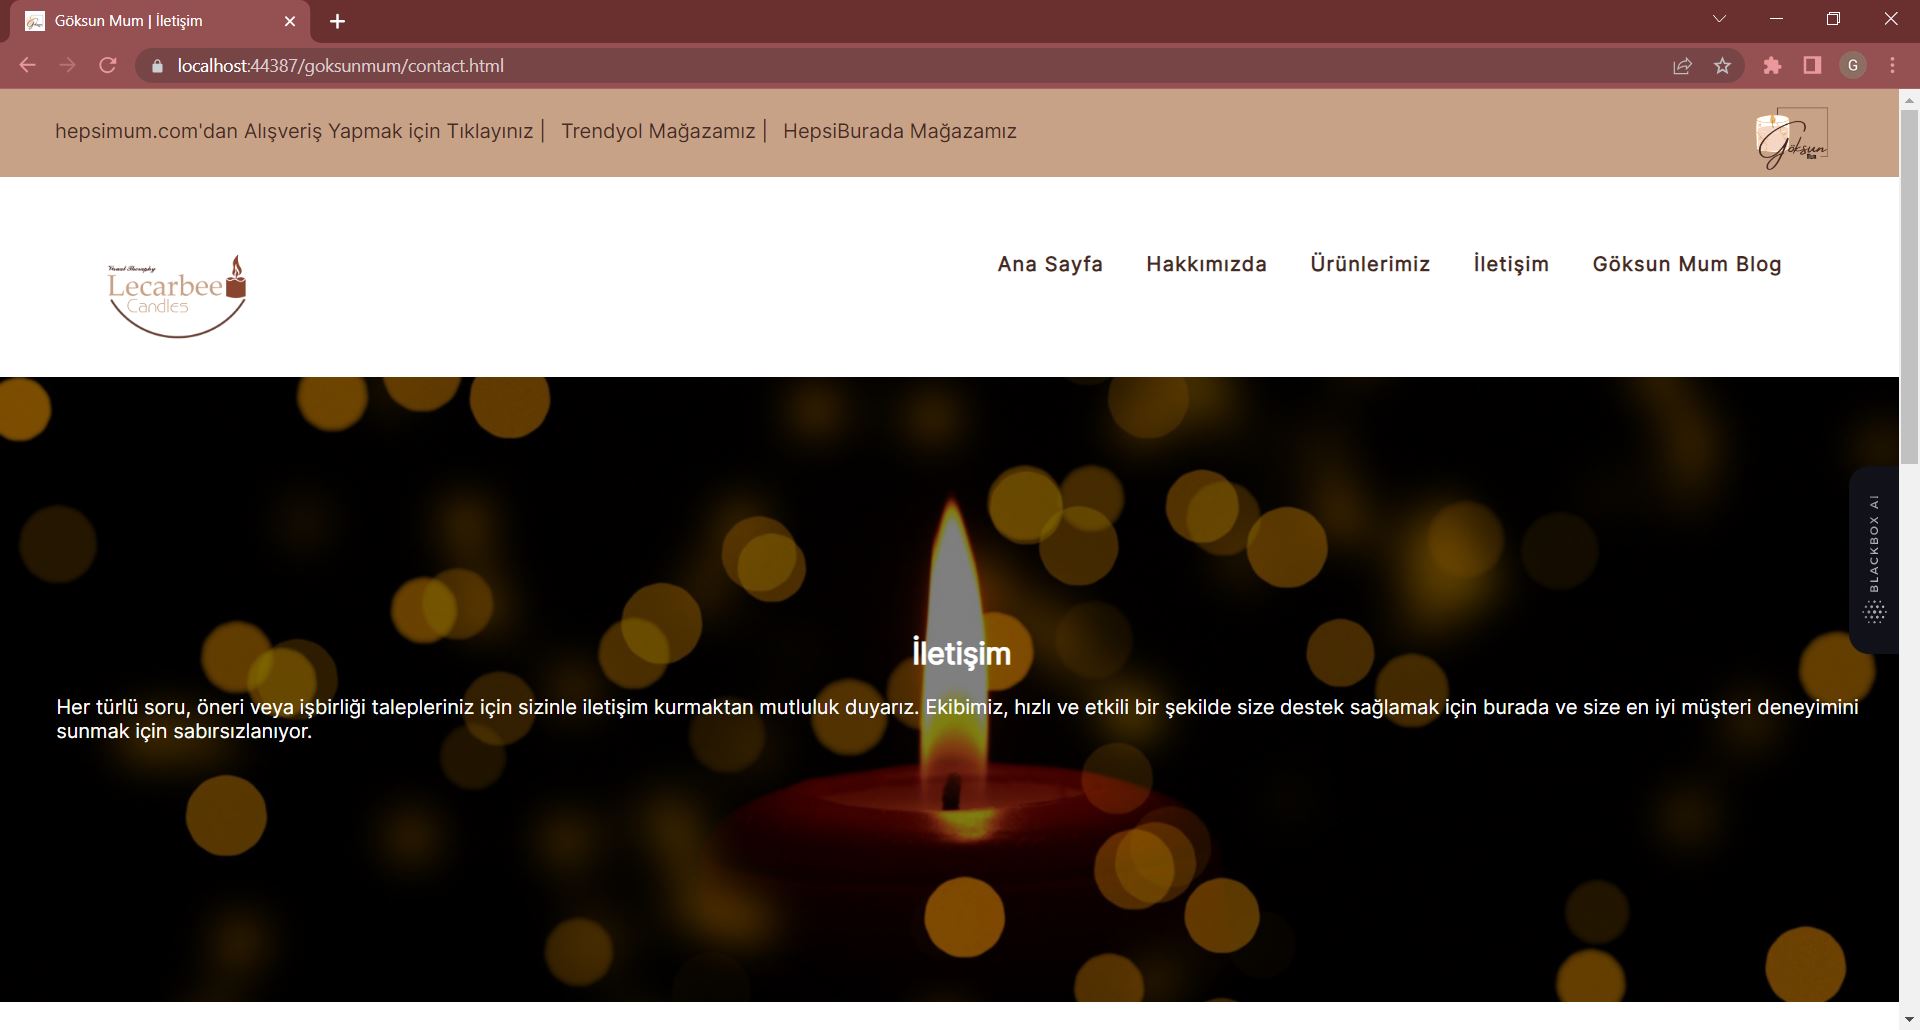 Göksun Mum | İletişim
localhost:44387/goksunmum/contact.html
G
hepsimum.com'dan Alışveriş Yapmak için Tıklayınız | Trendyol Mağazamız | HepsiBurada Mağazamız
Göksun
Visual Theraphy
Lecarbee
Candles
Ana Sayfa Hakkımızda Ürünlerimiz İletişim Göksun Mum Blog
BLACKBOX AI
İletişim
Her türlü soru, öneri veya işbirliği talepleriniz için sizinle iletişim kurmaktan mutluluk duyarız. Ekibimiz, hızlı ve etkili bir şekilde size destek sağlamak için burada ve size en iyi müşteri deneyimini
sunmak için sabırsızlanıyor.